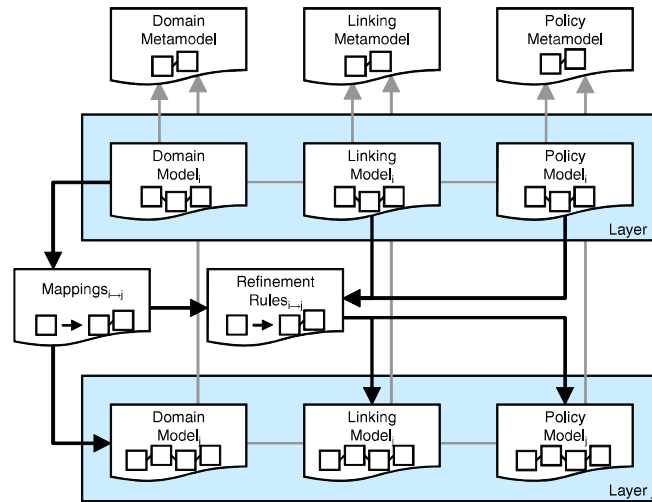 Domain
Metamodel
Linking
Metamodel
Policy
Metamodel
Domain
Modelᵢ
Linking
Modelᵢ
Policy
Modelᵢ
Layer
Mappingsᵢ↦ⱼ
Refinement
Rulesᵢ↦ⱼ
Domain
Modelⱼ
Linking
Modelⱼ
Policy
Modelⱼ
Layer